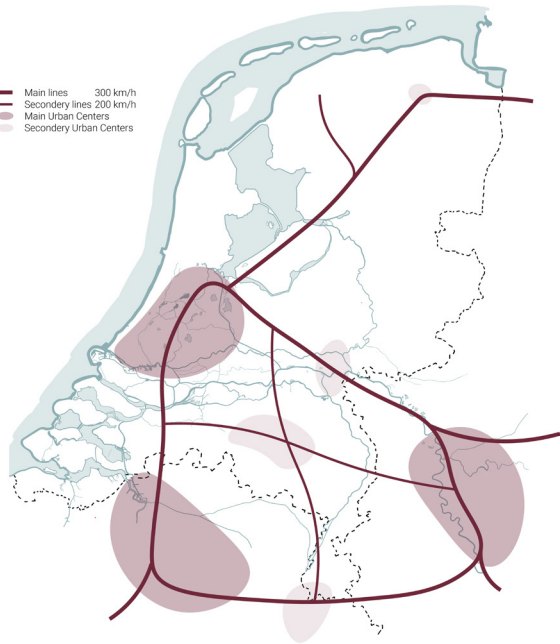 Main lines 300 km/h
Secondery lines 200 km/h
Main Urban Centers
Secondery Urban Centers